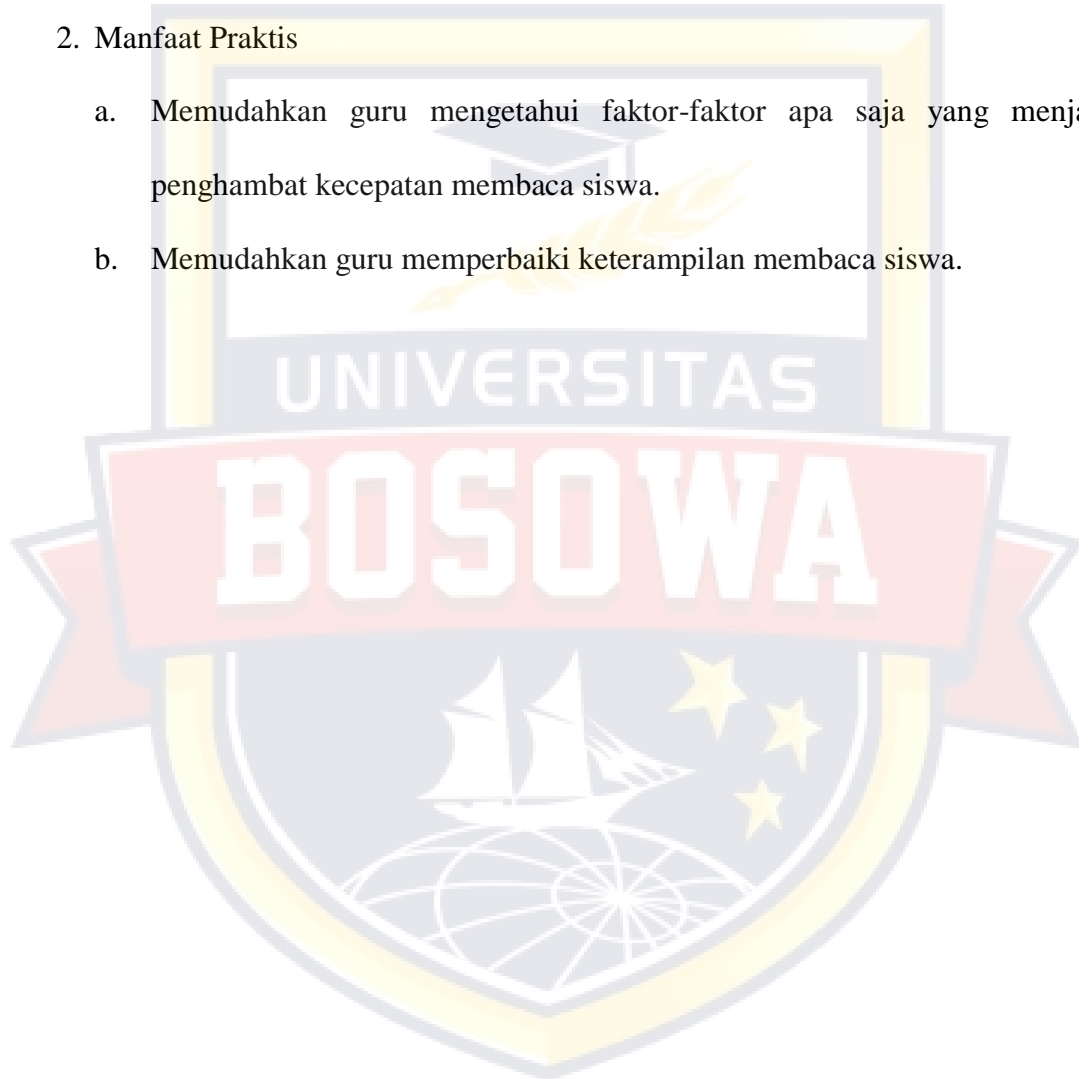 2. Manfaat Praktis
a. Memudahkan guru mengetahui faktor-faktor apa saja yang
penghambat kecepatan membaca siswa.
b. Memudahkan guru memperbaiki keterampilan membaca siswa.
UNIVERSITAS
BOSOWA